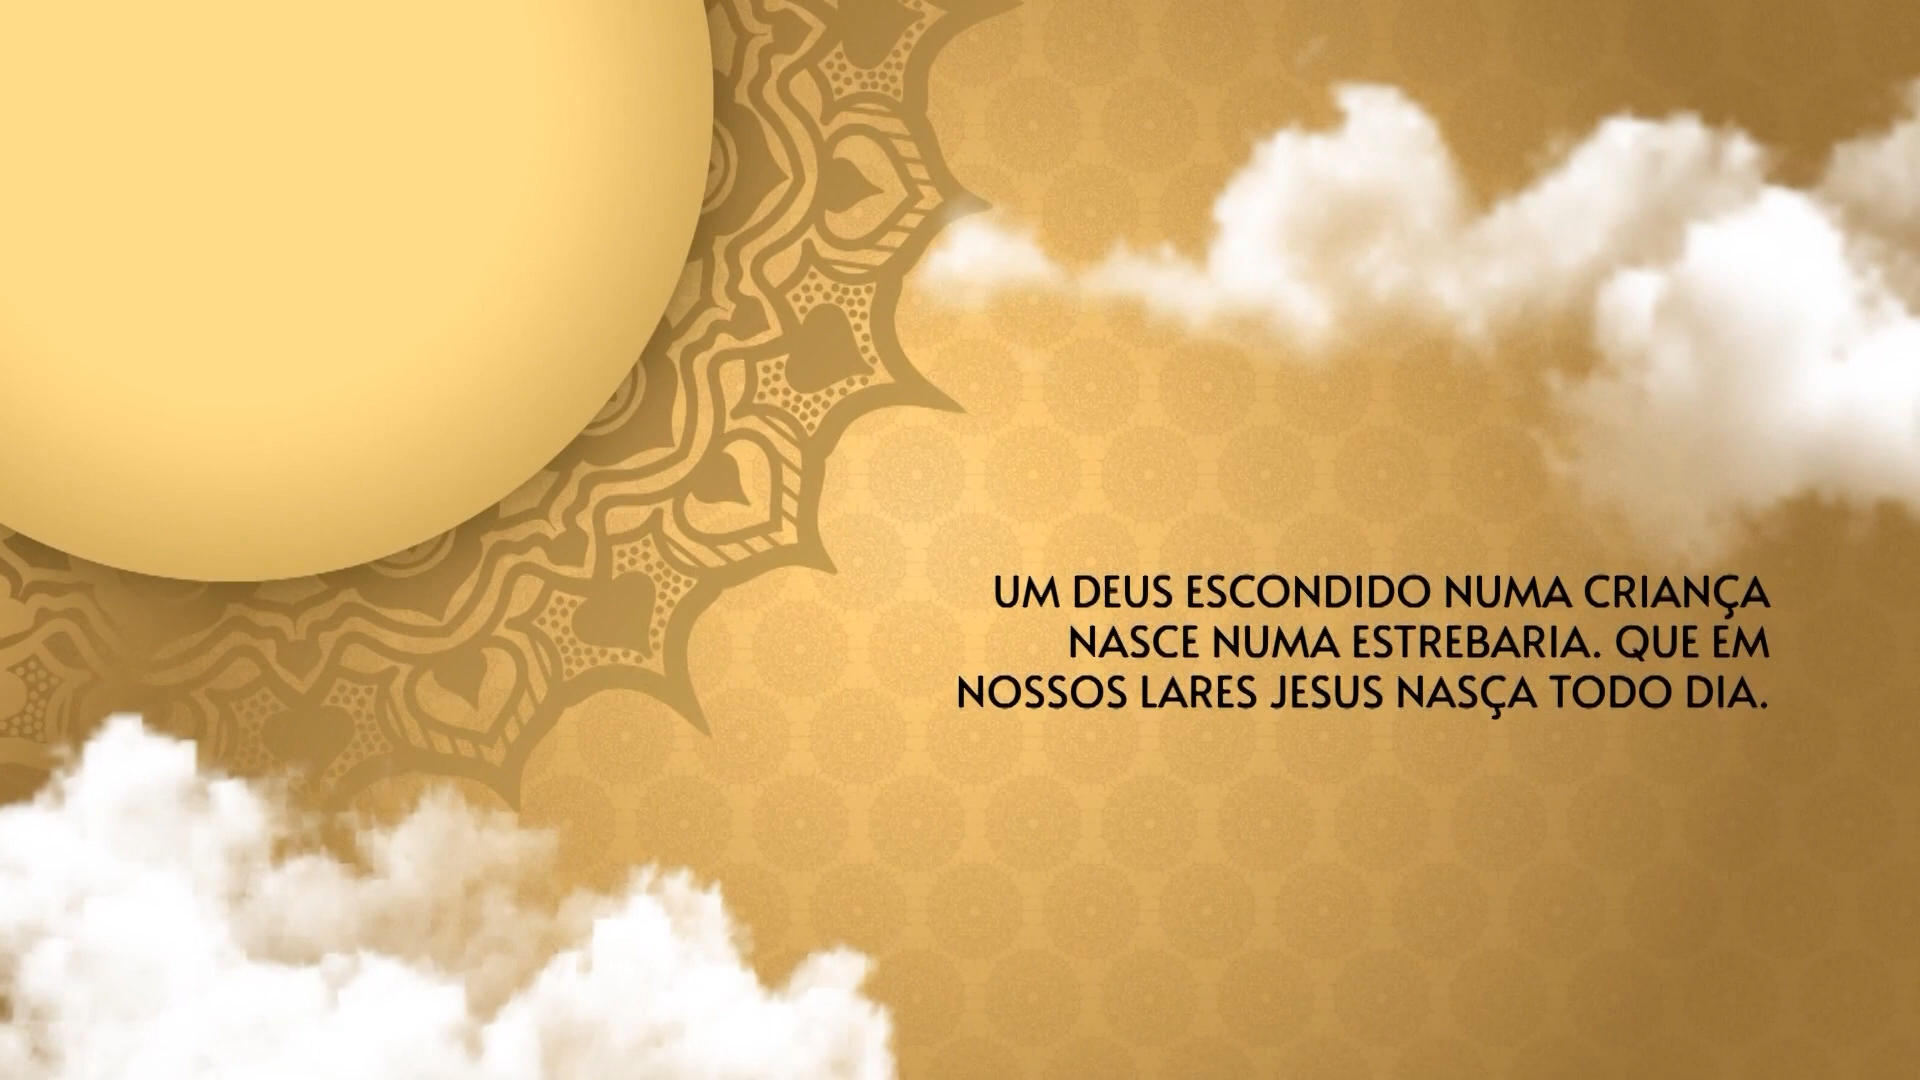 UM DEUS ESCONDIDO NUMA CRIANÇA
NASCE NUMA ESTREBARIA. QUE EM
NOSSOS LARES JESUS NASÇA TODO DIA.